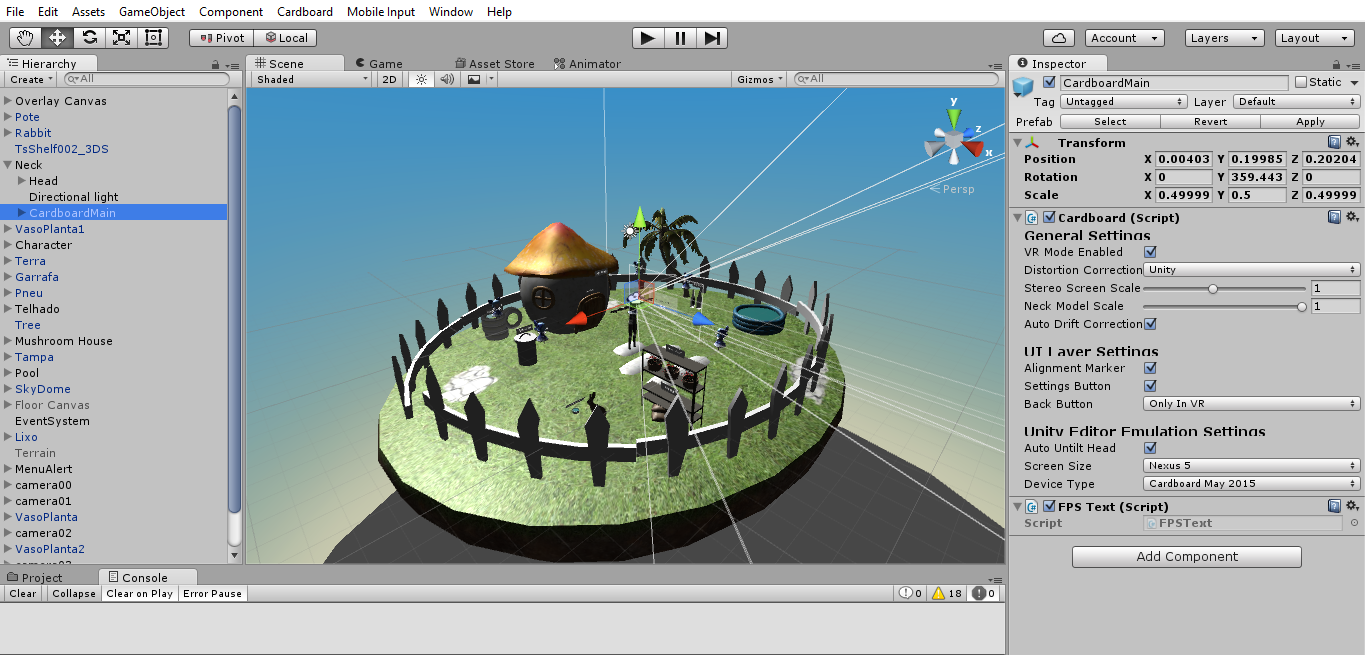 File Edit Assets GameObject Component Cardboard Mobile Input Window Help
Pivot Local Account Layers Layout
Hierarchy
Create All
Overlay Canvas
Pote
Rabbit
TsShelf002_3DS
Neck
Head
Directional light
CardboardMain
VasoPlanta1
Character
Terra
Garrafa
Pneu
Telhado
Tree
Mushroom House
Tampa
Pool
SkyDome
Floor Canvas
EventSystem
Lixo
Terrain
MenuAlert
camera00
camera01
VasoPlanta
camera02
VasoPlanta2
Scene Game Asset Store Animator
Shaded 2D Gizmos All
y
z
x
Persp
Project Console
Clear Collapse Clear on Play Error Pause 0 18 0
Inspector
CardboardMain Static
Tag Untagged Layer Default
Prefab Select Revert Apply
Transform
Position X 0.00403 Y 0.19985 Z 0.20204
Rotation X 0 Y 359.443 Z 0
Scale X 0.49999 Y 0.5 Z 0.49999
Cardboard (Script)
General Settings
VR Mode Enabled
Distortion Correction Unity
Stereo Screen Scale 1
Neck Model Scale 1
Auto Drift Correction
UI Layer Settings
Alignment Marker
Settings Button
Back Button Only In VR
Unity Editor Emulation Settings
Auto Untilt Head
Screen Size Nexus 5
Device Type Cardboard May 2015
FPS Text (Script)
Script FPSText
Add Component